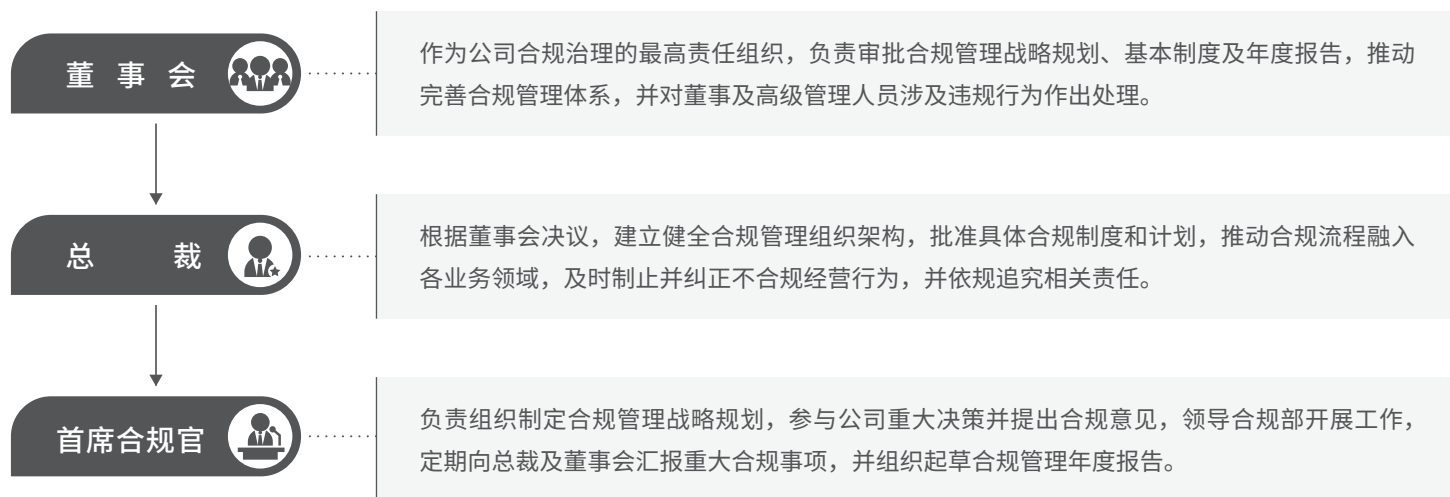 董事会
作为公司合规治理的最高责任组织，负责审批合规管理战略规划、基本制度及年度报告，推动
完善合规管理体系，并对董事及高级管理人员涉及违规行为作出处理。
总裁
根据董事会决议，建立健全合规管理组织架构，批准具体合规制度和计划，推动合规流程融入
各业务领域，及时制止并纠正不合规经营行为，并依规追究相关责任。
首席合规官
负责组织制定合规管理战略规划，参与公司重大决策并提出合规意见，领导合规部开展工作，
定期向总裁及董事会汇报重大合规事项，并组织起草合规管理年度报告。